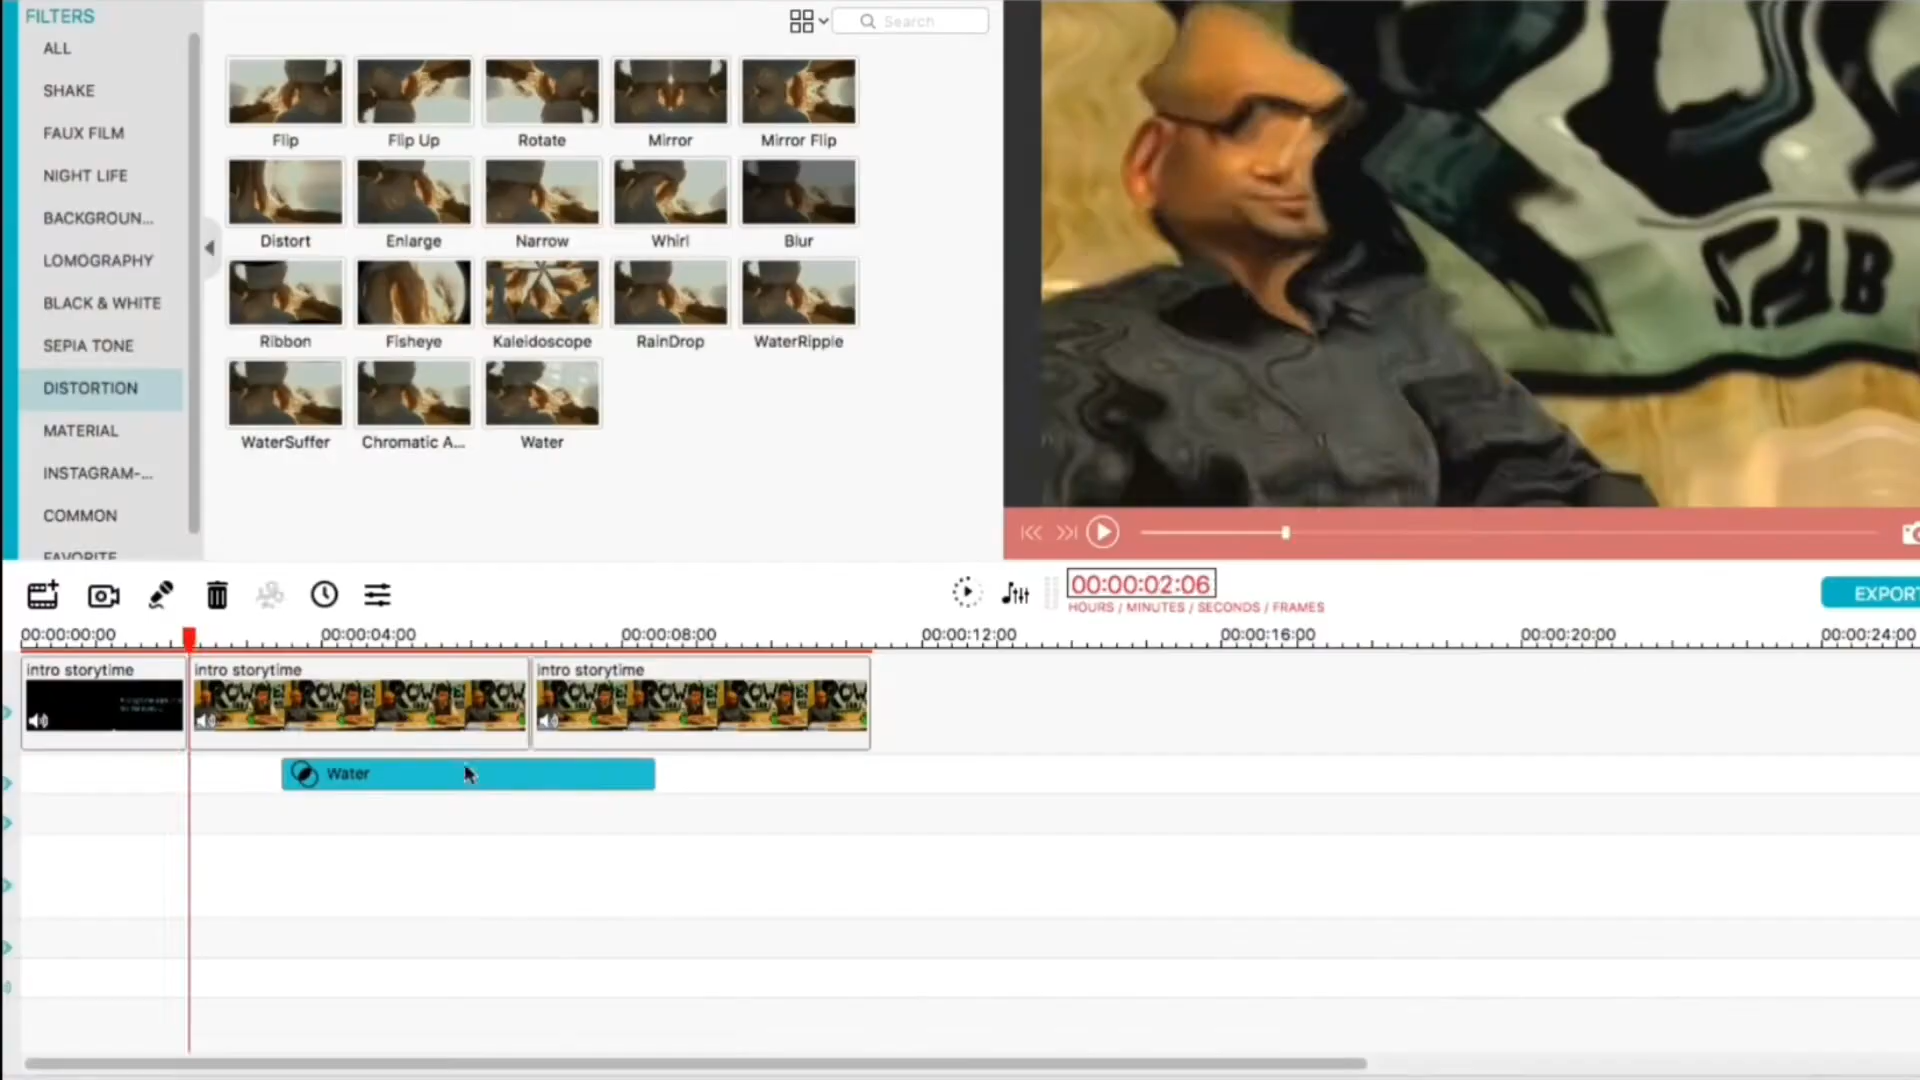 FILTERS
ALL
SHAKE
FAUX FILM
NIGHT LIFE
BACKGROUN...
LOMOGRAPHY
BLACK & WHITE
SEPIA TONE
DISTORTION
MATERIAL
INSTAGRAM-...
COMMON
FAVORITE
Search
Flip Flip Up Rotate Mirror Mirror Flip
Distort Enlarge Narrow Whirl Blur
Ribbon Fisheye Kaleidoscope RainDrop WaterRipple
WaterSuffer Chromatic A... Water
00:00:02:06
HOURS / MINUTES / SECONDS / FRAMES
EXPORT
00:00:00:00 00:00:04:00 00:00:08:00 00:00:12:00 00:00:16:00 00:00:20:00 00:00:24:00
intro storytime intro storytime intro storytime
Water